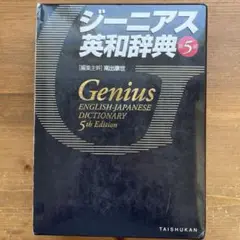 ジーニアス
英和辞典 第5版
[編集主幹] 南出康世
Genius
ENGLISH-JAPANESE
DICTIONARY
5th Edition
TAISHUKAN